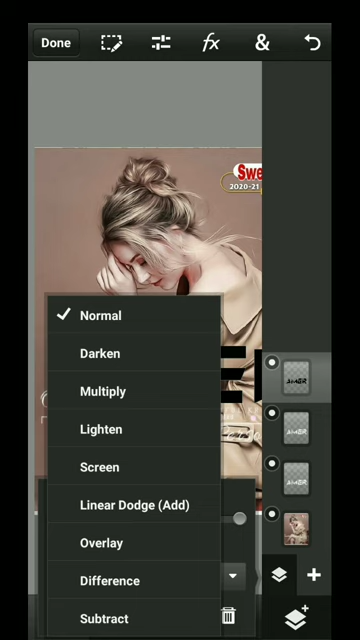 Done
fx
&
Swe
2020-21
Normal
Darken
Multiply
Lighten
Screen
Linear Dodge (Add)
Overlay
Difference
Subtract